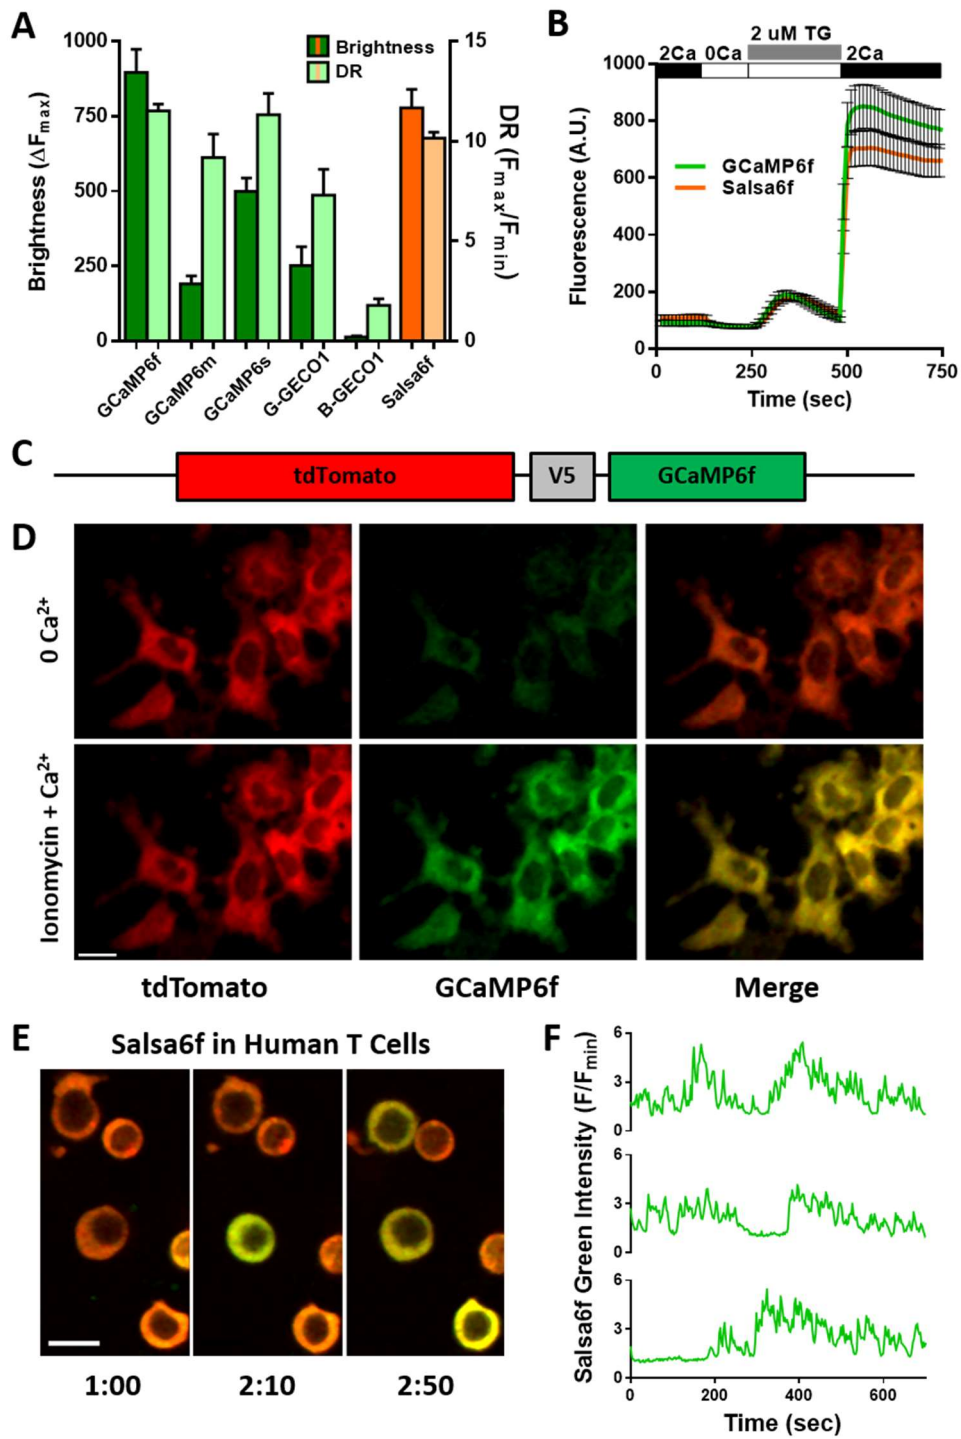 A
1000
750
500
250
0
Brightness (ΔFmax)
Brightness
DR
15
10
5
0
DR (Fmax/Fmin)
GCaMP6f
GCaMP6m
GCaMP6s
G-GECO1
B-GECO1
Salsa6f
B
2 uM TG
2Ca 0Ca 2Ca
1000
800
600
400
200
0
Fluorescence (A.U.)
GCaMP6f
Salsa6f
0 250 500 750
Time (sec)
C
tdTomato V5 GCaMP6f
D
0 Ca2+
Ionomycin + Ca2+
tdTomato GCaMP6f Merge
E
Salsa6f in Human T Cells
1:00 2:10 2:50
F
Salsa6f Green Intensity (F/Fmin)
6
3
0
6
3
0
6
3
0
0 200 400 600
Time (sec)